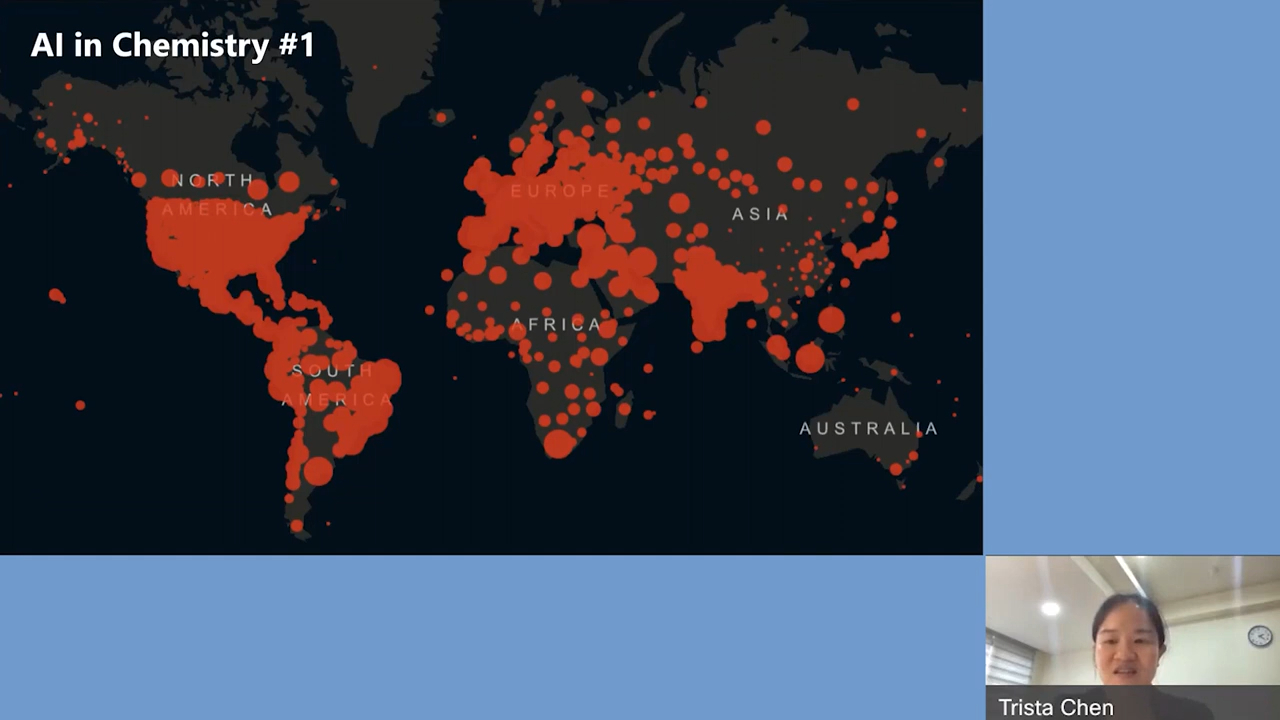 AI in Chemistry #1
NORTH
AMERICA
EUROPE
ASIA
AFRICA
SOUTH
AMERICA
AUSTRALIA
Trista Chen